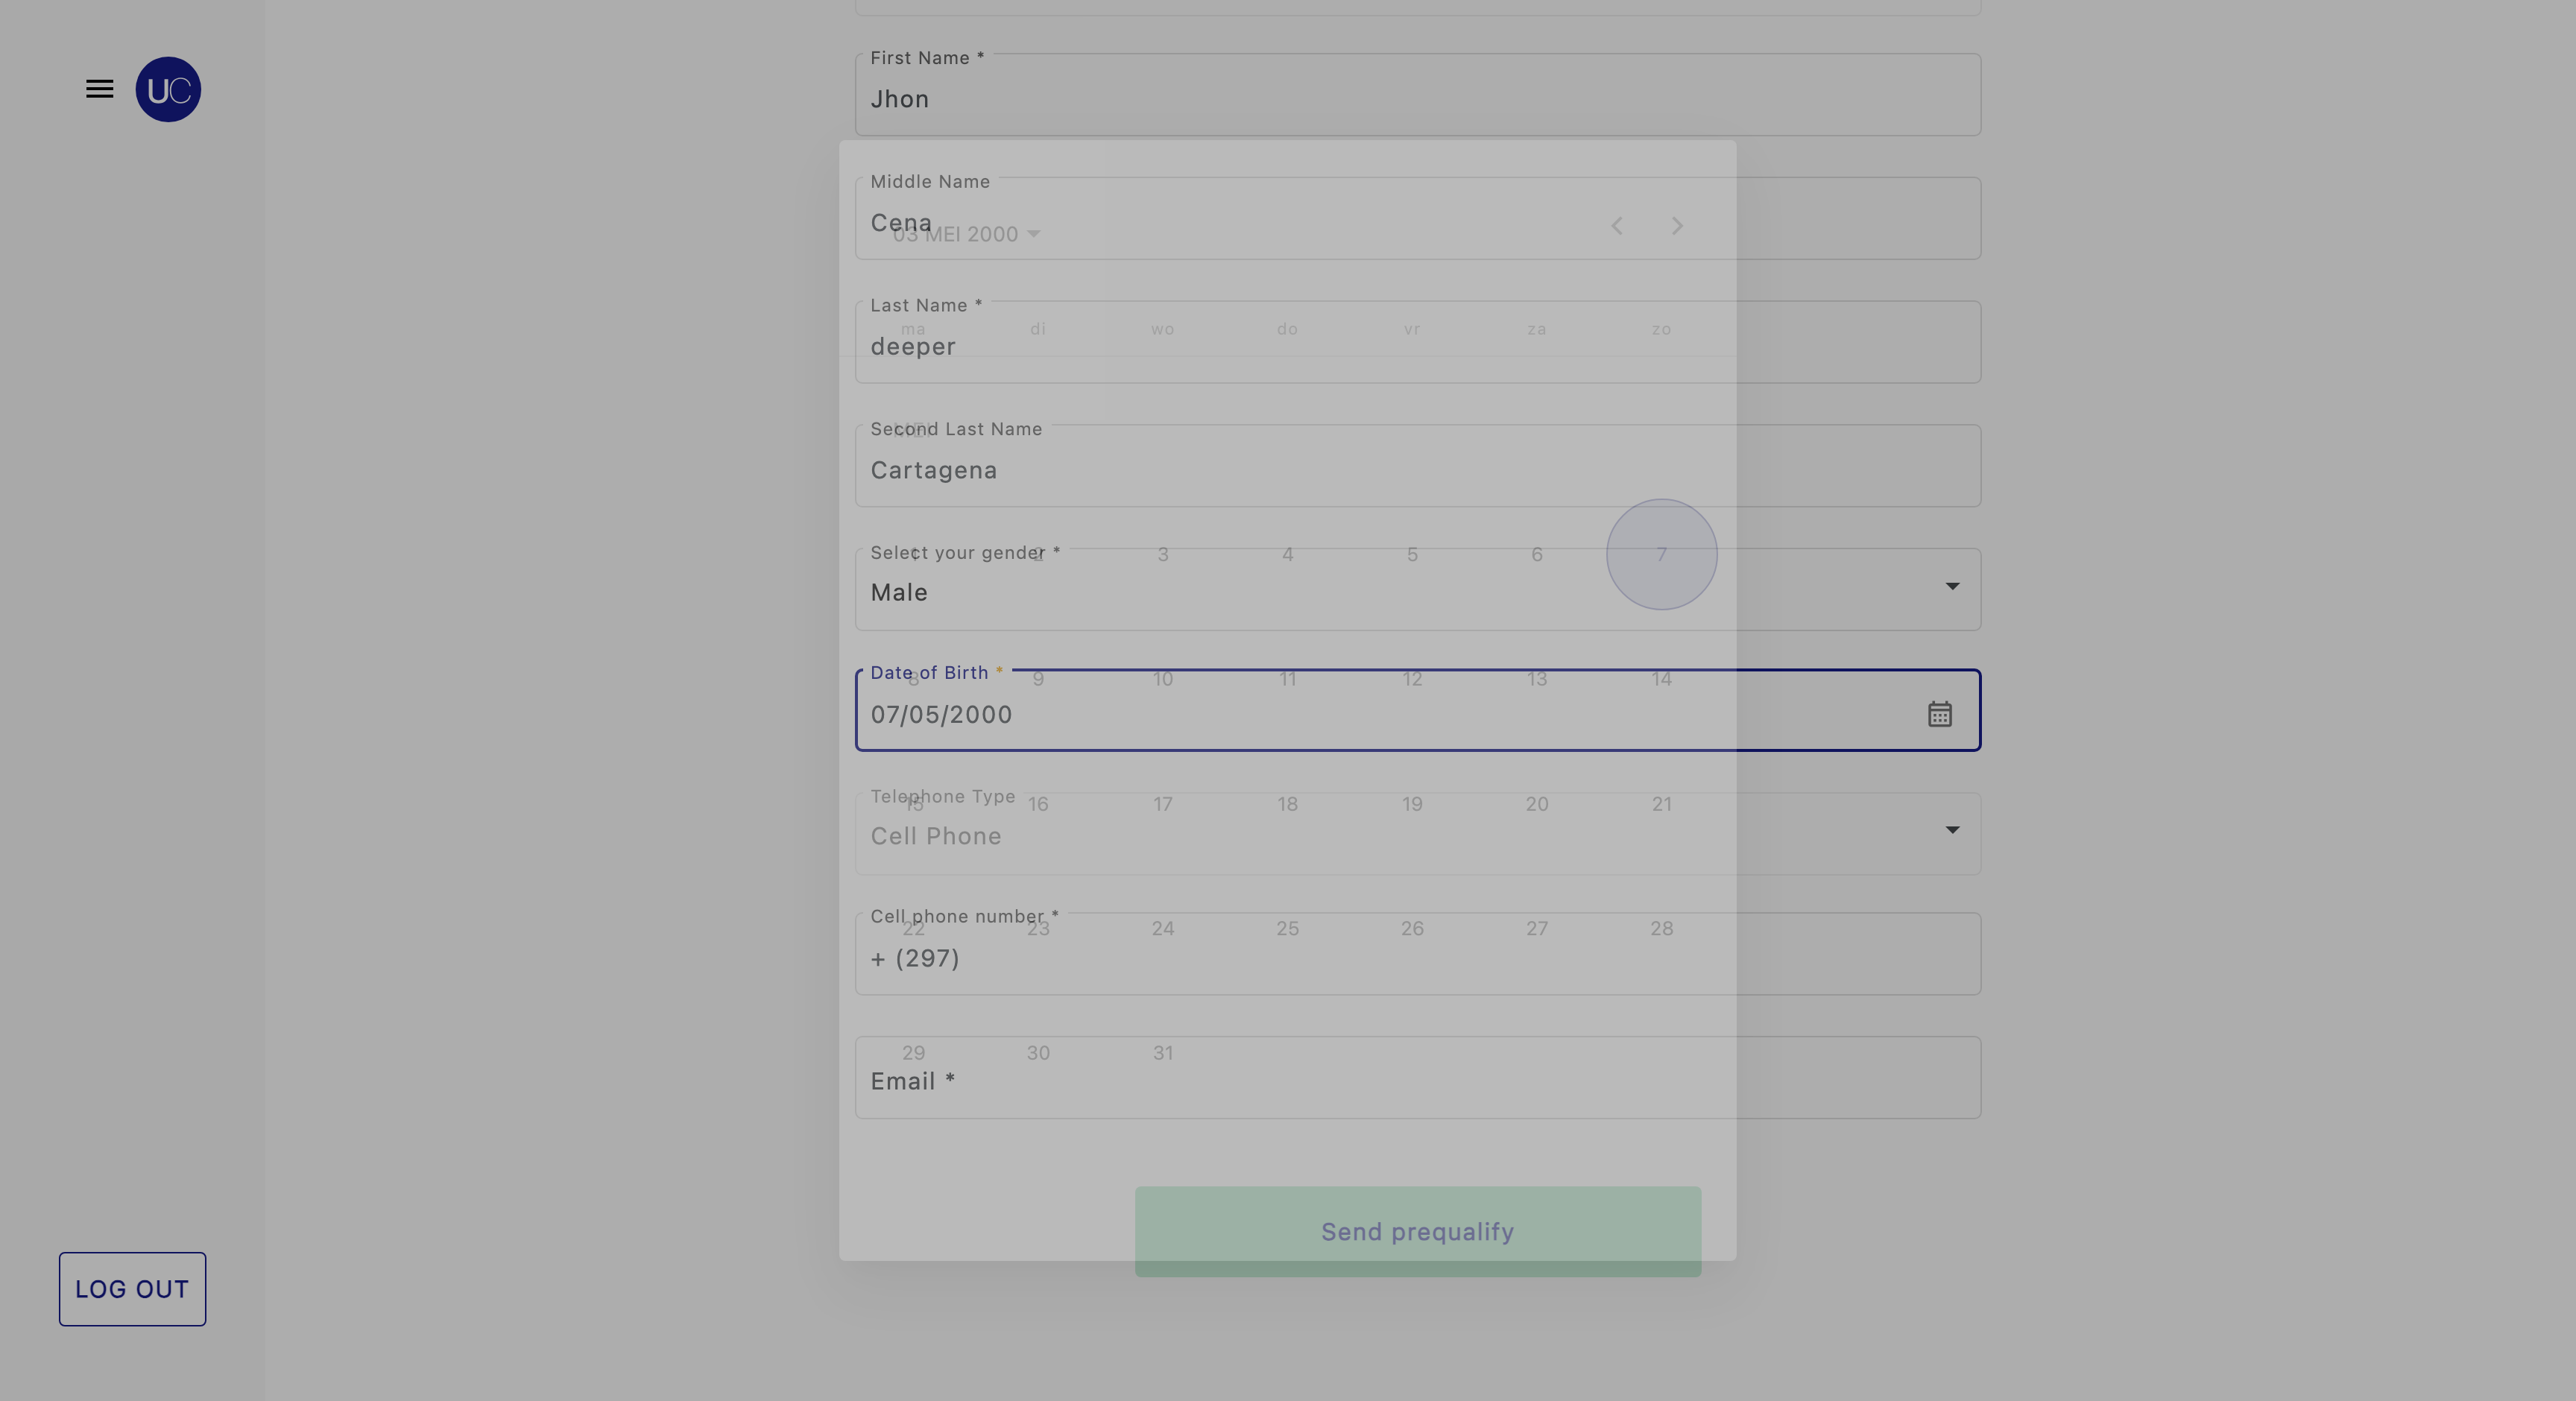 First Name *
UC
Jhon
Middle Name
Cena
03 MEI 2000
Last Name *
ma di wo do vr za zo
deeper
Second Last Name
MEI
Cartagena
Select your gender *
1 2 3 4 5 6 7
Male
Date of Birth *
8 9 10 11 12 13 14
07/05/2000
Telephone Type
15 16 17 18 19 20 21
Cell Phone
Cell phone number *
22 23 24 25 26 27 28
+ (297)
29 30 31
Email *
Send prequalify
LOG OUT